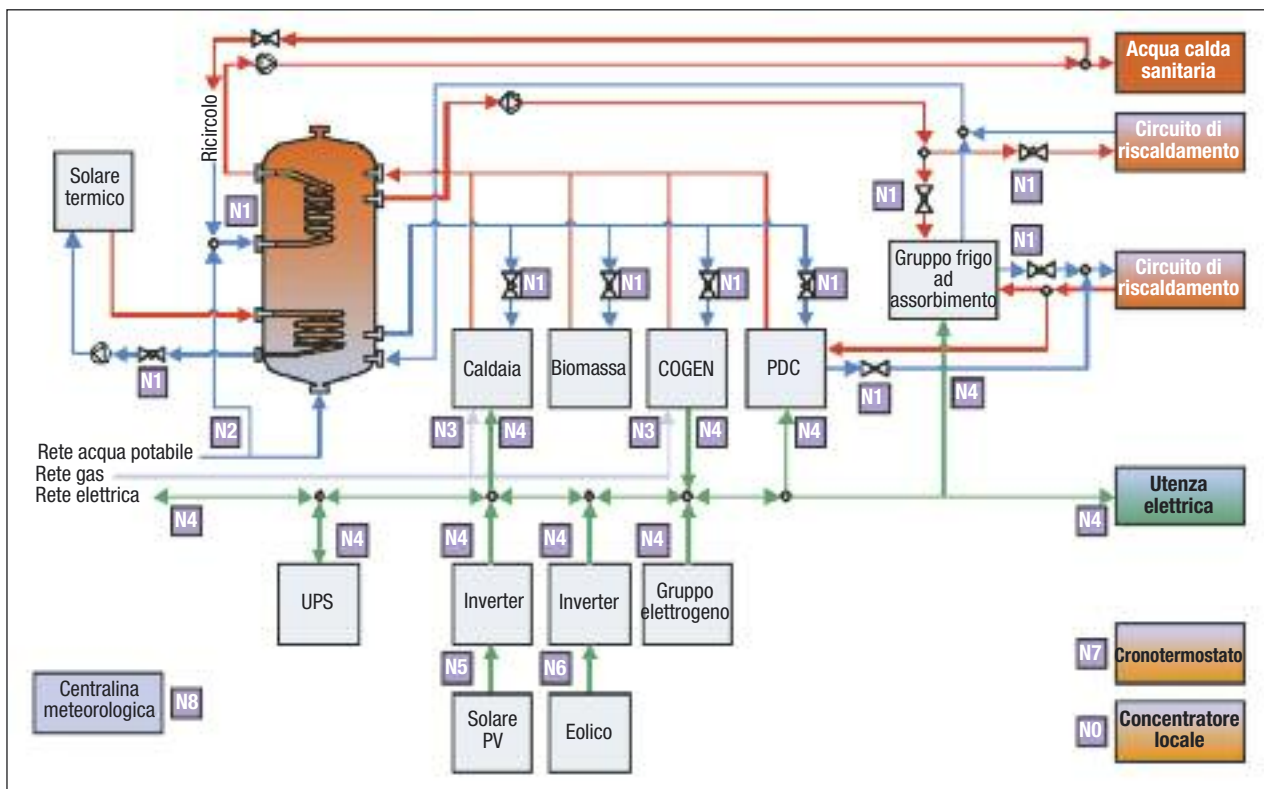 Acqua calda
sanitaria
Ricircolo
Circuito di
riscaldamento
Solare
termico
N1
N1
N1
N1
Gruppo frigo
ad
assorbimento
Circuito di
riscaldamento
N1
N1
N1
N1
N1
Caldaia
Biomassa
COGEN
PDC
N1
N2
N3
N4
N3
N4
N4
N4
Rete acqua potabile
Rete gas
Rete elettrica
Utenza
elettrica
N4
N4
N4
N4
N4
N4
UPS
Inverter
Inverter
Gruppo
elettrogeno
N5
N6
N7
Cronotermostato
Centralina
meteorologica
N8
Solare
PV
Eolico
N0
Concentratore
locale